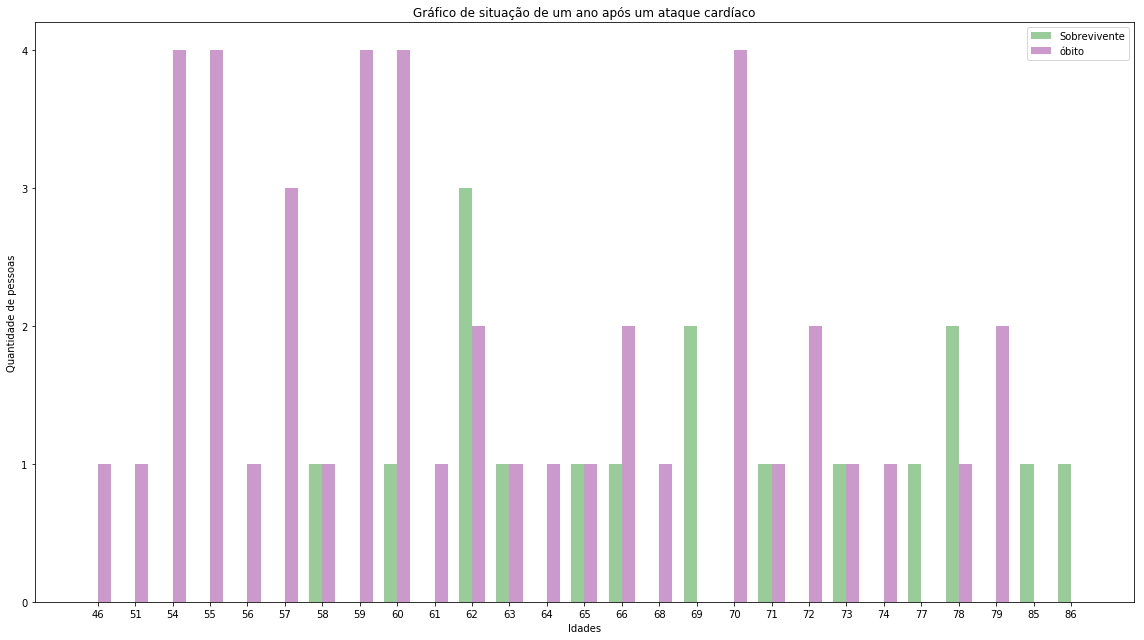 Gráfico de situação de um ano após um ataque cardíaco
Sobrevivente
óbito
Quantidade de pessoas
4
3
2
1
0
46 51 54 55 56 57 58 59 60 61 62 63 64 65 66 68 69 70 71 72 73 74 77 78 79 85 86
Idades